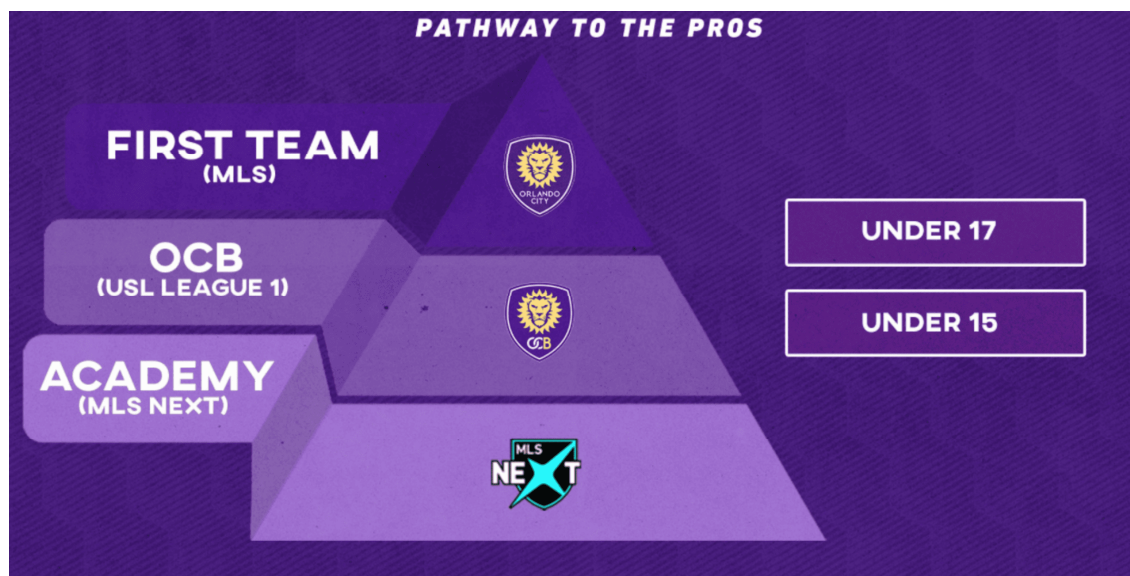 PATHWAY TO THE PROS
FIRST TEAM
(MLS)
ORLANDO
CITY
OCB
(USL LEAGUE 1)
OCB
ACADEMY
(MLS NEXT)
MLS
NEXT
UNDER 17
UNDER 15